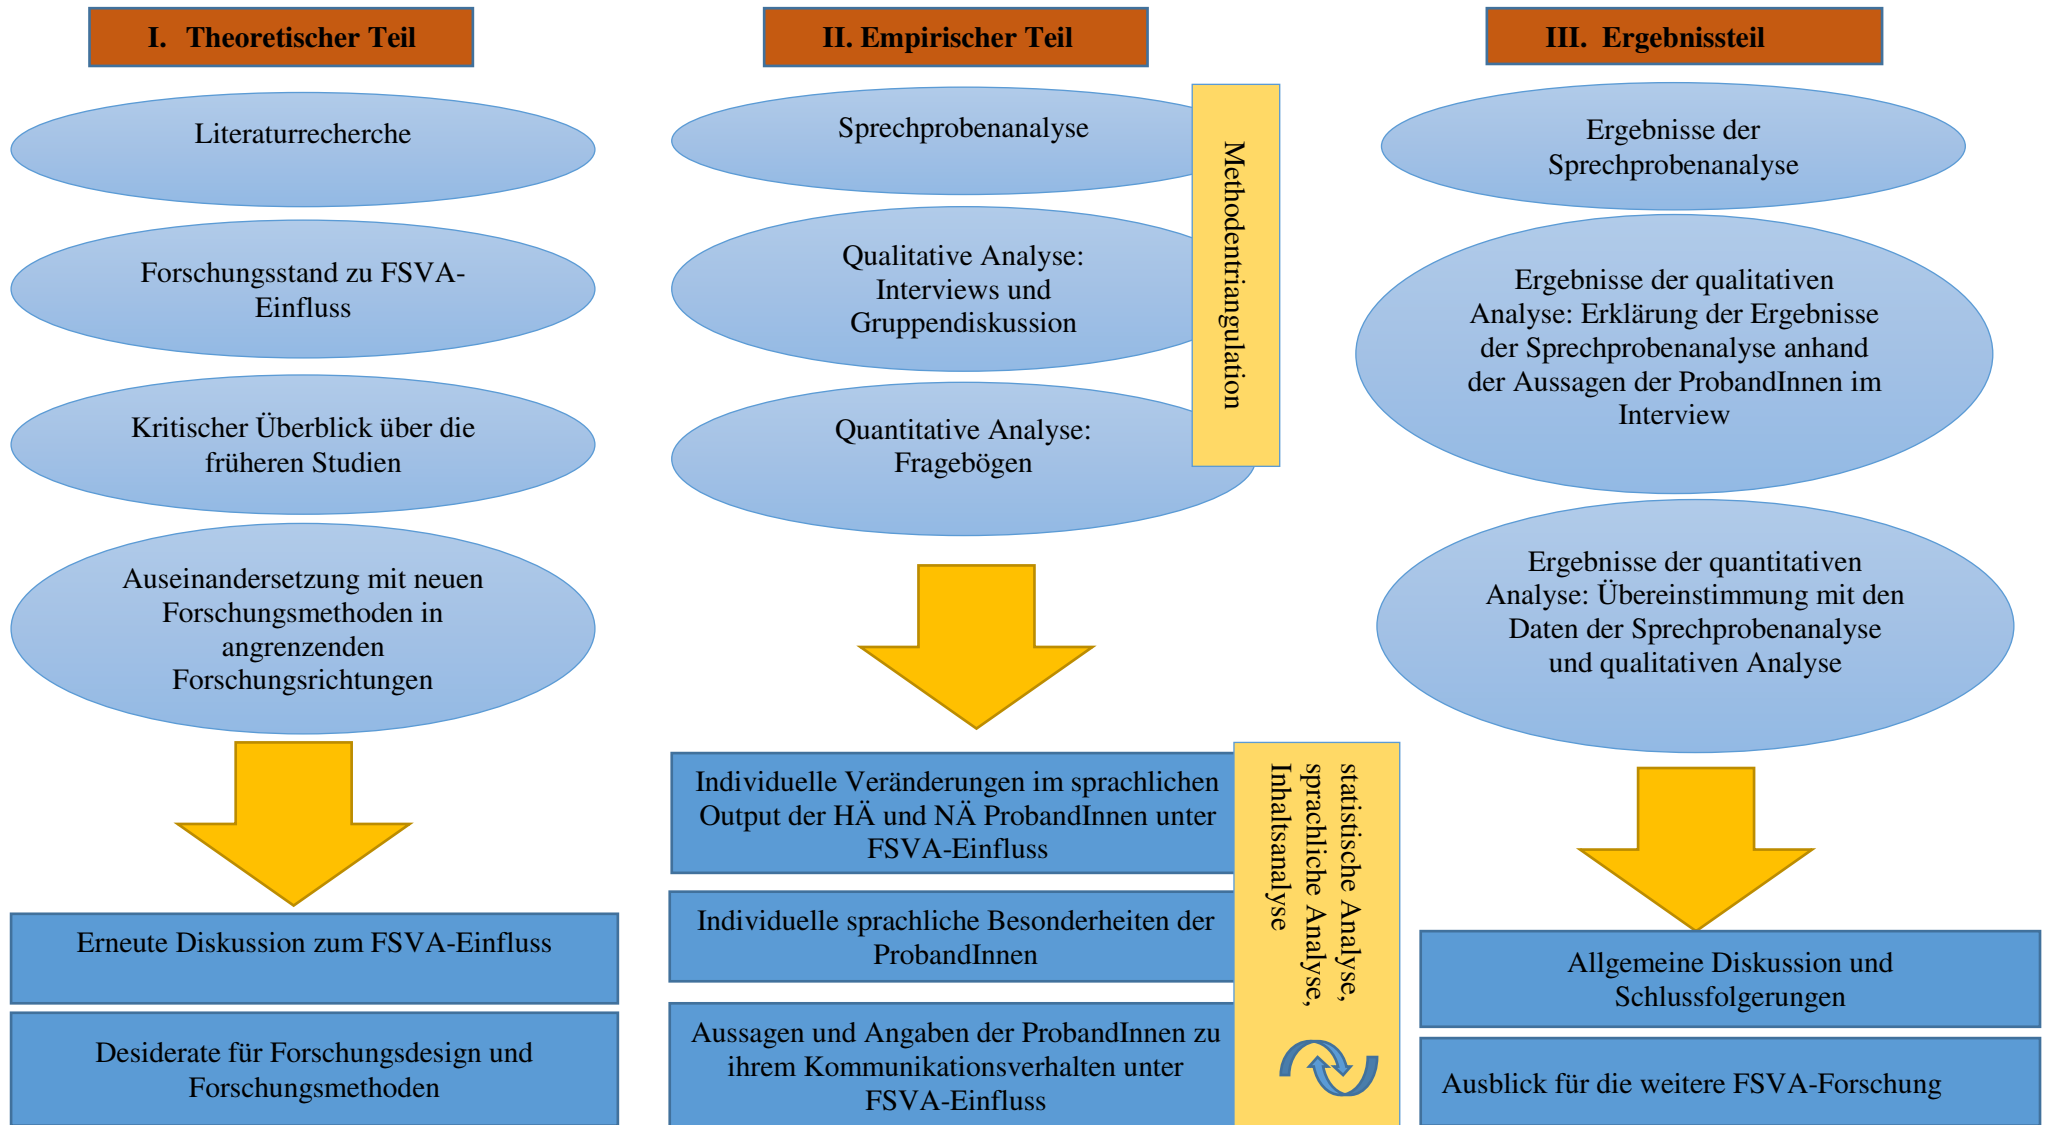 I. Theoretischer Teil
Literaturrecherche
Forschungsstand zu FSVA-
Einfluss
Kritischer Überblick über die
früheren Studien
Auseinandersetzung mit neuen
Forschungsmethoden in
angrenzenden
Forschungsrichtungen
Erneute Diskussion zum FSVA-Einfluss
Desiderate für Forschungsdesign und
Forschungsmethoden
II. Empirischer Teil
Sprechprobenanalyse
Qualitative Analyse:
Interviews und
Gruppendiskussion
Quantitative Analyse:
Fragebögen
Methodentriangulation
Individuelle Veränderungen im sprachlichen
Output der HÄ und NÄ ProbandInnen unter
FSVA-Einfluss
Individuelle sprachliche Besonderheiten der
ProbandInnen
Aussagen und Angaben der ProbandInnen zu
ihrem Kommunikationsverhalten unter
FSVA-Einfluss
statistische Analyse,
sprachliche Analyse,
Inhaltsanalyse
III. Ergebnissteil
Ergebnisse der
Sprechprobenanalyse
Ergebnisse der qualitativen
Analyse: Erklärung der Ergebnisse
der Sprechprobenanalyse anhand
der Aussagen der ProbandInnen im
Interview
Ergebnisse der quantitativen
Analyse: Übereinstimmung mit den
Daten der Sprechprobenanalyse
und qualitativen Analyse
Allgemeine Diskussion und
Schlussfolgerungen
Ausblick für die weitere FSVA-Forschung